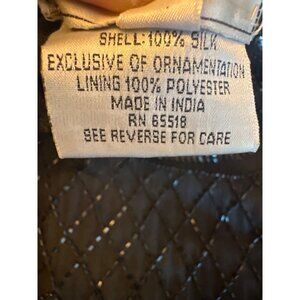 SHELL: 100% SILK
EXCLUSIVE OF ORNAMENTATION
LINING 100% POLYESTER
MADE IN INDIA
RN 65518
SEE REVERSE FOR CARE